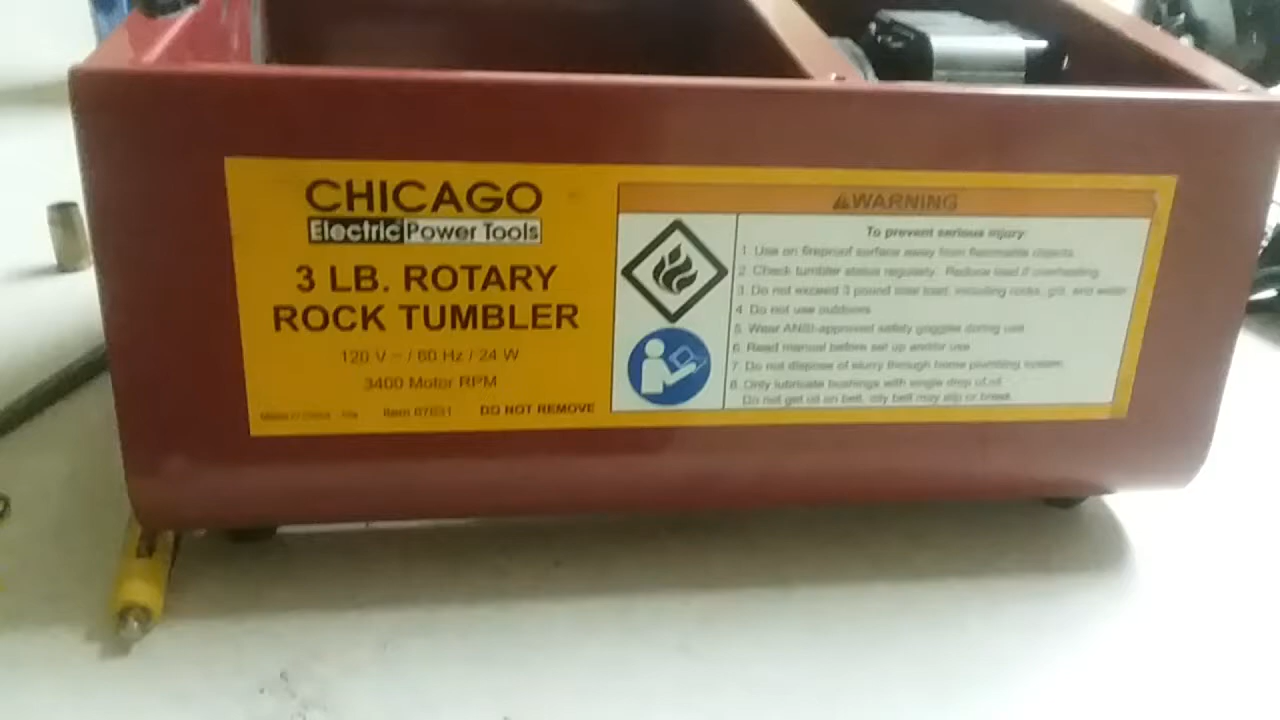 CHICAGO
Electric Power Tools
3 LB. ROTARY
ROCK TUMBLER
120 V ~ / 60 Hz / 24 W
3400 Motor RPM
Made in China
Item 67631 DO NOT REMOVE
⚠WARNING
To prevent serious injury:
1. Use on fireproof surface away from flammable objects.
2. Check tumbler status regularly. Reduce load if overheating.
3. Do not exceed 3 pound total load, including rocks, grit, and water.
4. Do not use outdoors.
5. Wear ANSI-approved safety goggles during use.
6. Read manual before set up and/or use.
7. Do not dispose of slurry through home plumbing system.
8. Only lubricate bushings with single drop of oil.
Do not get oil on belt, oily belt may slip or break.